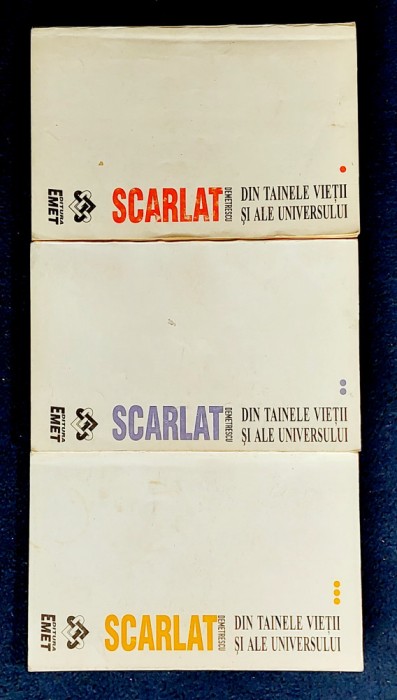 EDITURA
EMET
SCARLAT
DEMETRESCU
DIN TAINELE VIEȚII
ȘI ALE UNIVERSULUI
EDITURA
EMET
SCARLAT
DEMETRESCU
DIN TAINELE VIEȚII
ȘI ALE UNIVERSULUI
EDITURA
EMET
SCARLAT
DEMETRESCU
DIN TAINELE VIEȚII
ȘI ALE UNIVERSULUI